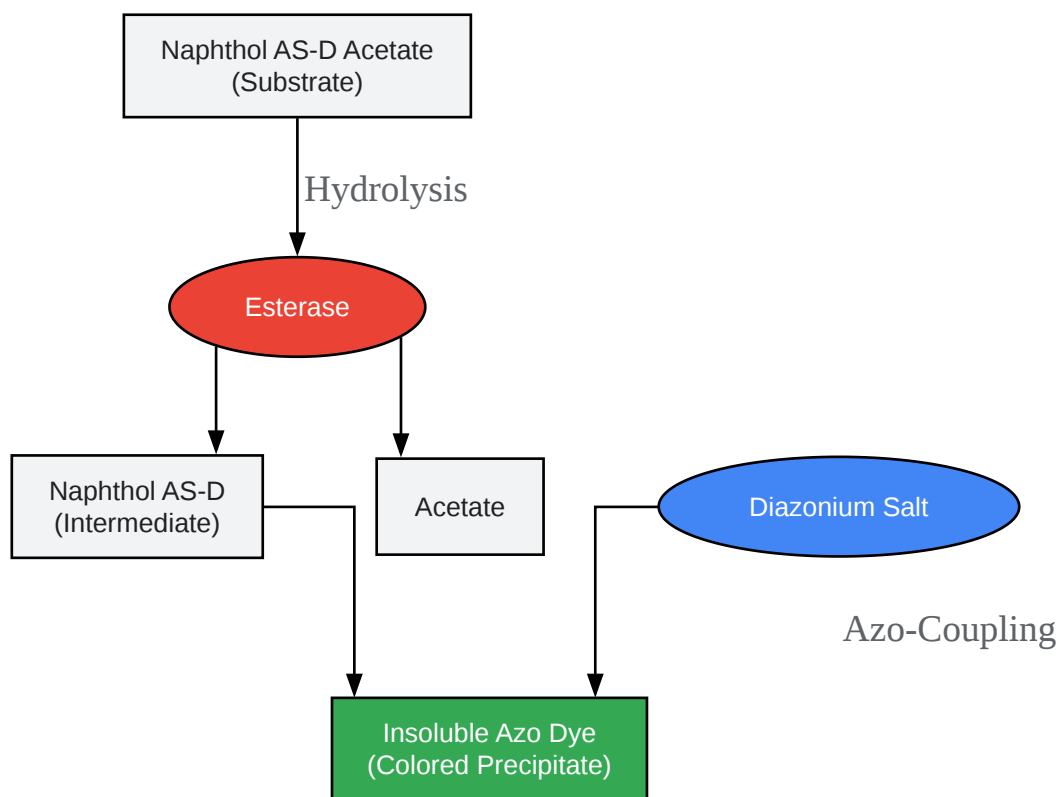 Naphthol AS-D Acetate
(Substrate)
Hydrolysis
Esterase
Naphthol AS-D
(Intermediate)
Acetate
Diazonium Salt
Azo-Coupling
Insoluble Azo Dye
(Colored Precipitate)